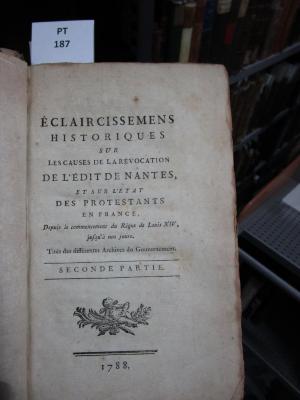 PT
187
ÉCLAIRCISSEMENS
HISTORIQUES
SUR
LES CAUSES DE LA REVOCATION
DE L'ÉDIT DE NANTES,
ET SUR L'ÉTAT
DES PROTESTANTS
EN FRANCE,
Depuis le commencement du Règne de Louis XIV,
jusqu'à nos jours.
Tirés des différentes Archives du Gouvernement.
SECONDE PARTIE.
1788.